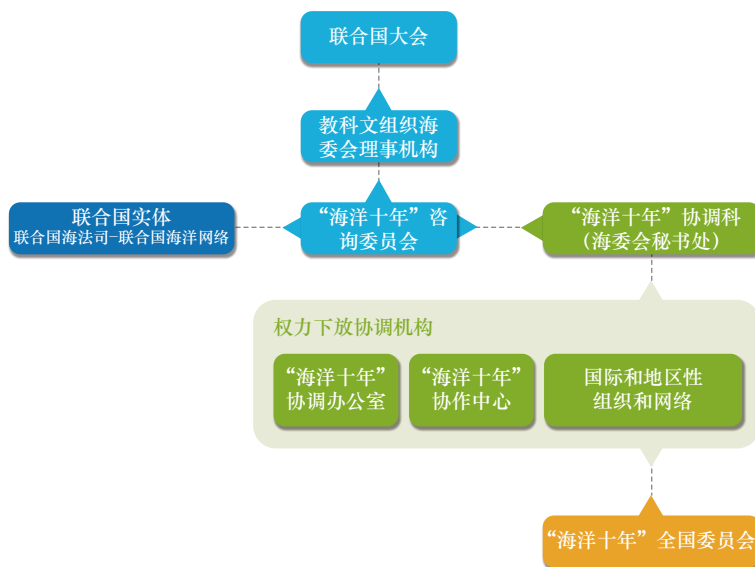 联合国大会
教科文组织海
委会理事机构
联合国实体
联合国海法司-联合国海洋网络
“海洋十年”咨
询委员会
“海洋十年”协调科
（海委会秘书处）
权力下放协调机构
“海洋十年”
协调办公室
“海洋十年”
协作中心
国际和地区性
组织和网络
“海洋十年”全国委员会